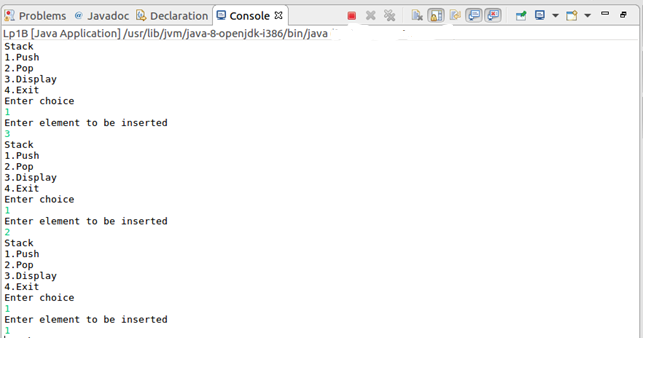 Problems @ Javadoc Declaration Console
Lp1B [Java Application] /usr/lib/jvm/java-8-openjdk-i386/bin/java
Stack
1.Push
2.Pop
3.Display
4.Exit
Enter choice
1
Enter element to be inserted
3
Stack
1.Push
2.Pop
3.Display
4.Exit
Enter choice
1
Enter element to be inserted
2
Stack
1.Push
2.Pop
3.Display
4.Exit
Enter choice
1
Enter element to be inserted
1